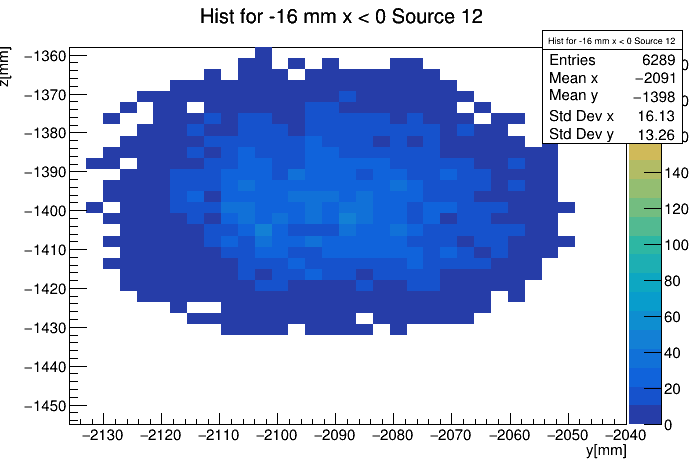 Hist for -16 mm x < 0 Source 12
Hist for -16 mm x < 0 Source 12
Entries 6289
Mean x −2091
Mean y −1398
Std Dev x 16.13
Std Dev y 13.26
z[mm]
−1360
−1370
−1380
−1390
−1400
−1410
−1420
−1430
−1440
−1450
0
0
0
140
120
100
80
60
40
20
0
−2130 −2120 −2110 −2100 −2090 −2080 −2070 −2060 −2050 −2040
y[mm]